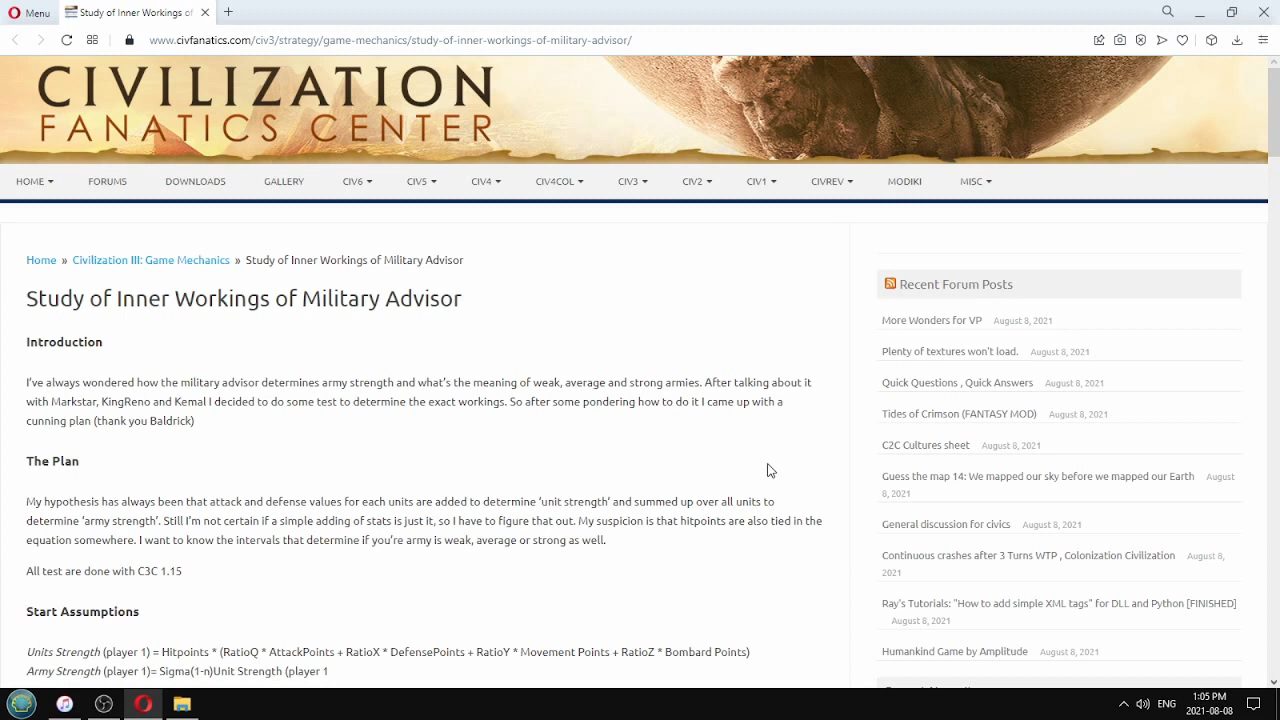 Menu
Study of Inner Workings of
www.civfanatics.com/civ3/strategy/game-mechanics/study-of-inner-workings-of-military-advisor/
CIVILIZATION
FANATICS CENTER
HOME FORUMS DOWNLOADS GALLERY CIV6 CIV5 CIV4 CIV4COL CIV3 CIV2 CIV1 CIVREV MODIKI MISC
Home » Civilization III: Game Mechanics » Study of Inner Workings of Military Advisor
Study of Inner Workings of Military Advisor
Introduction
I've always wondered how the military advisor determines army strength and what's the meaning of weak, average and strong armies. After talking about it
with Markstar, KingReno and Kemal I decided to do some test to determine the exact workings. So after some pondering how to do it I came up with a
cunning plan (thank you Baldrick)
The Plan
My hypothesis has always been that attack and defense values for each units are added to determine ‘unit strength’ and summed up over all units to
determine ‘army strength’. Still I'm not certain if a simple adding of stats is just it, so I have to figure that out. My suspicion is that hitpoints are also tied in the
equation somewhere. I want to know the intervals that determine if you're army is weak, average or strong as well.
All test are done with C3C 1.15
Start Assumptions
Units Strength (player 1) = Hitpoints * (RatioQ * AttackPoints + RatioX * DefensePoints + RatioY * Movement Points + RatioZ * Bombard Points)
Army Strength (player 1)= Sigma(1-n)Unit Strength (player 1
Recent Forum Posts
More Wonders for VP August 8, 2021
Plenty of textures won't load. August 8, 2021
Quick Questions , Quick Answers August 8, 2021
Tides of Crimson (FANTASY MOD) August 8, 2021
C2C Cultures sheet August 8, 2021
Guess the map 14: We mapped our sky before we mapped our Earth August
8, 2021
General discussion for civics August 8, 2021
Continuous crashes after 3 Turns WTP , Colonization Civilization August 8,
2021
Ray's Tutorials: "How to add simple XML tags" for DLL and Python [FINISHED]
August 8, 2021
Humankind Game by Amplitude August 8, 2021
ENG
1:05 PM
2021-08-08